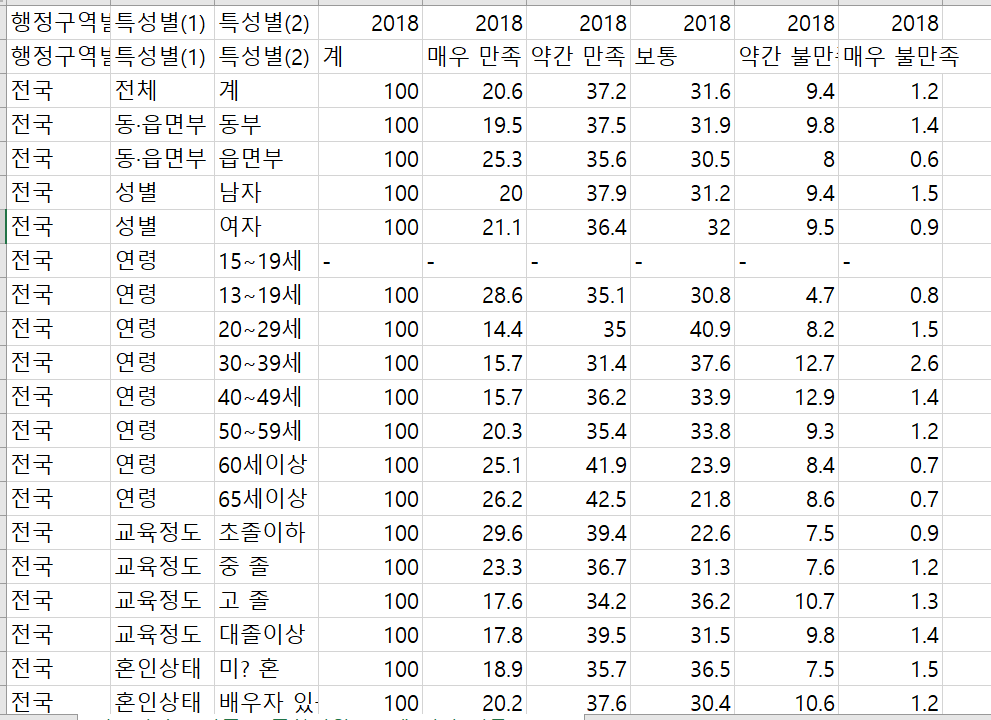 행정구역별 특성별(1) 특성별(2) 2018 2018 2018 2018 2018 2018
행정구역별 특성별(1) 특성별(2) 계 매우 만족 약간 만족 보통 약간 불만족 매우 불만족
전국 전체 계 100 20.6 37.2 31.6 9.4 1.2
전국 동·읍면부 동부 100 19.5 37.5 31.9 9.8 1.4
전국 동·읍면부 읍면부 100 25.3 35.6 30.5 8 0.6
전국 성별 남자 100 20 37.9 31.2 9.4 1.5
전국 성별 여자 100 21.1 36.4 32 9.5 0.9
전국 연령 15~19세 - - - - - -
전국 연령 13~19세 100 28.6 35.1 30.8 4.7 0.8
전국 연령 20~29세 100 14.4 35 40.9 8.2 1.5
전국 연령 30~39세 100 15.7 31.4 37.6 12.7 2.6
전국 연령 40~49세 100 15.7 36.2 33.9 12.9 1.4
전국 연령 50~59세 100 20.3 35.4 33.8 9.3 1.2
전국 연령 60세이상 100 25.1 41.9 23.9 8.4 0.7
전국 연령 65세이상 100 26.2 42.5 21.8 8.6 0.7
전국 교육정도 초졸이하 100 29.6 39.4 22.6 7.5 0.9
전국 교육정도 중 졸 100 23.3 36.7 31.3 7.6 1.2
전국 교육정도 고 졸 100 17.6 34.2 36.2 10.7 1.3
전국 교육정도 대졸이상 100 17.8 39.5 31.5 9.8 1.4
전국 혼인상태 미? 혼 100 18.9 35.7 36.5 7.5 1.5
전국 혼인상태 배우자 100 20.2 37.6 30.4 10.6 1.2